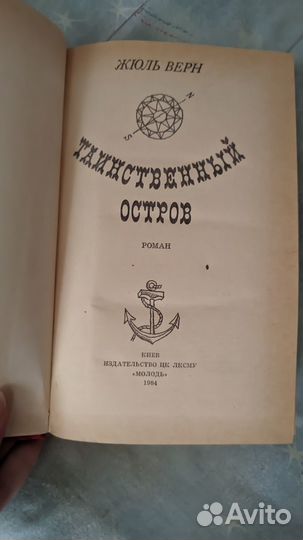 ЖЮЛЬ ВЕРН
N
S
ТАИНСТВЕННЫЙ
ОСТРОВ
РОМАН
КИЕВ
ИЗДАТЕЛЬСТВО ЦК ЛКСМУ
«МОЛОДЬ»
1984
Avito